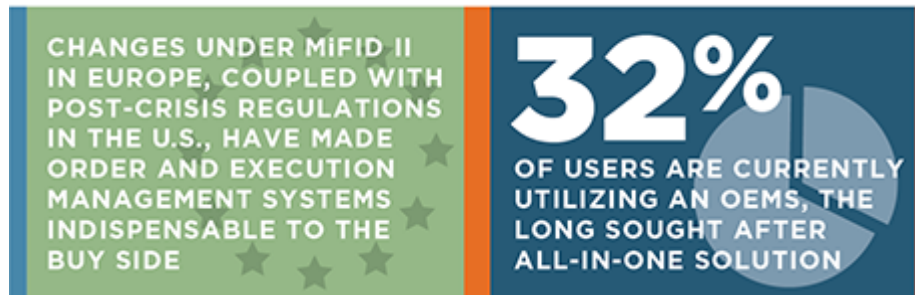 CHANGES UNDER MiFID II
IN EUROPE, COUPLED WITH
POST-CRISIS REGULATIONS
IN THE U.S., HAVE MADE
ORDER AND EXECUTION
MANAGEMENT SYSTEMS
INDISPENSABLE TO THE
BUY SIDE
32%
OF USERS ARE CURRENTLY
UTILIZING AN OEMS, THE
LONG SOUGHT AFTER
ALL-IN-ONE SOLUTION